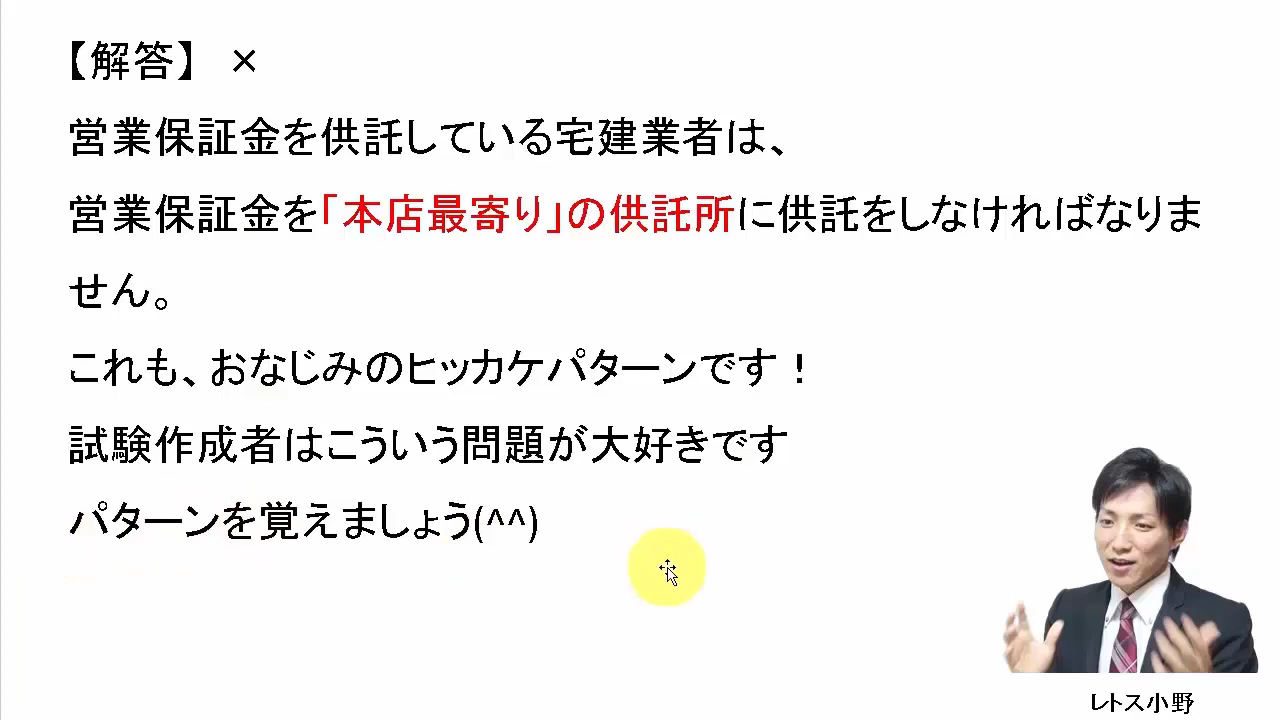 【解答】 ×
営業保証金を供託している宅建業者は、
営業保証金を「本店最寄り」の供託所に供託をしなければなりま
せん。
これも、おなじみのヒッカケパターンです！
試験作成者はこういう問題が大好きです
パターンを覚えましょう(^^)
レトス小野